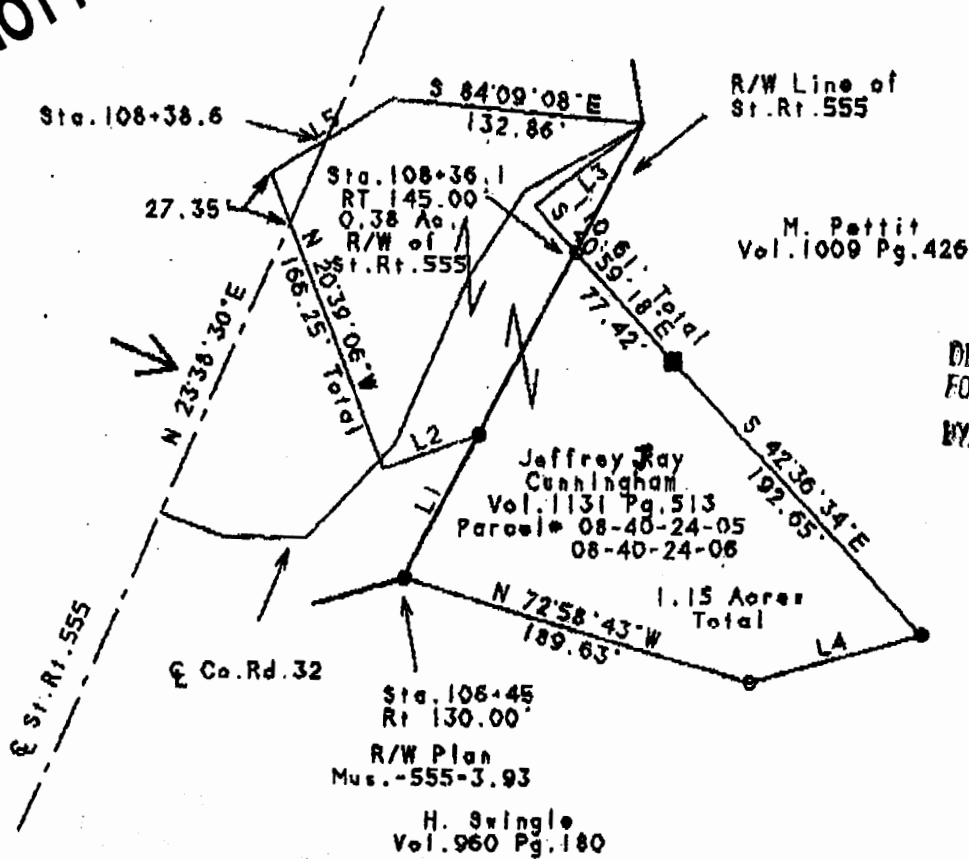 Sta.108+38.6
L5
S 84°09'08"E
132.86'
R/W Line of
St.Rt.555
27.35'
Sta.108+36.1
RT 145.00'
0.38 Ac.
R/W of
St.Rt.555
L3
S 40°59'18"E
77.42'
Total
M. Pettit
Vol.1009 Pg.426
N 23°38'30"E
N 20°39'06"W
166.25' Total
L2
L1
S 42°36'34"E
192.65'
Jeffrey Ray
Cunningham
Vol.1131 Pg.513
Parcel# 08-40-24-05
08-40-24-06
1.15 Acres
Total
N 72°58'43"W
189.63'
L4
℄ St.Rt.555
℄ Co.Rd.32
Sta.106+45
Rt 130.00'
R/W Plan
Mus.-555-3.93
H. Swingle
Vol.960 Pg.180